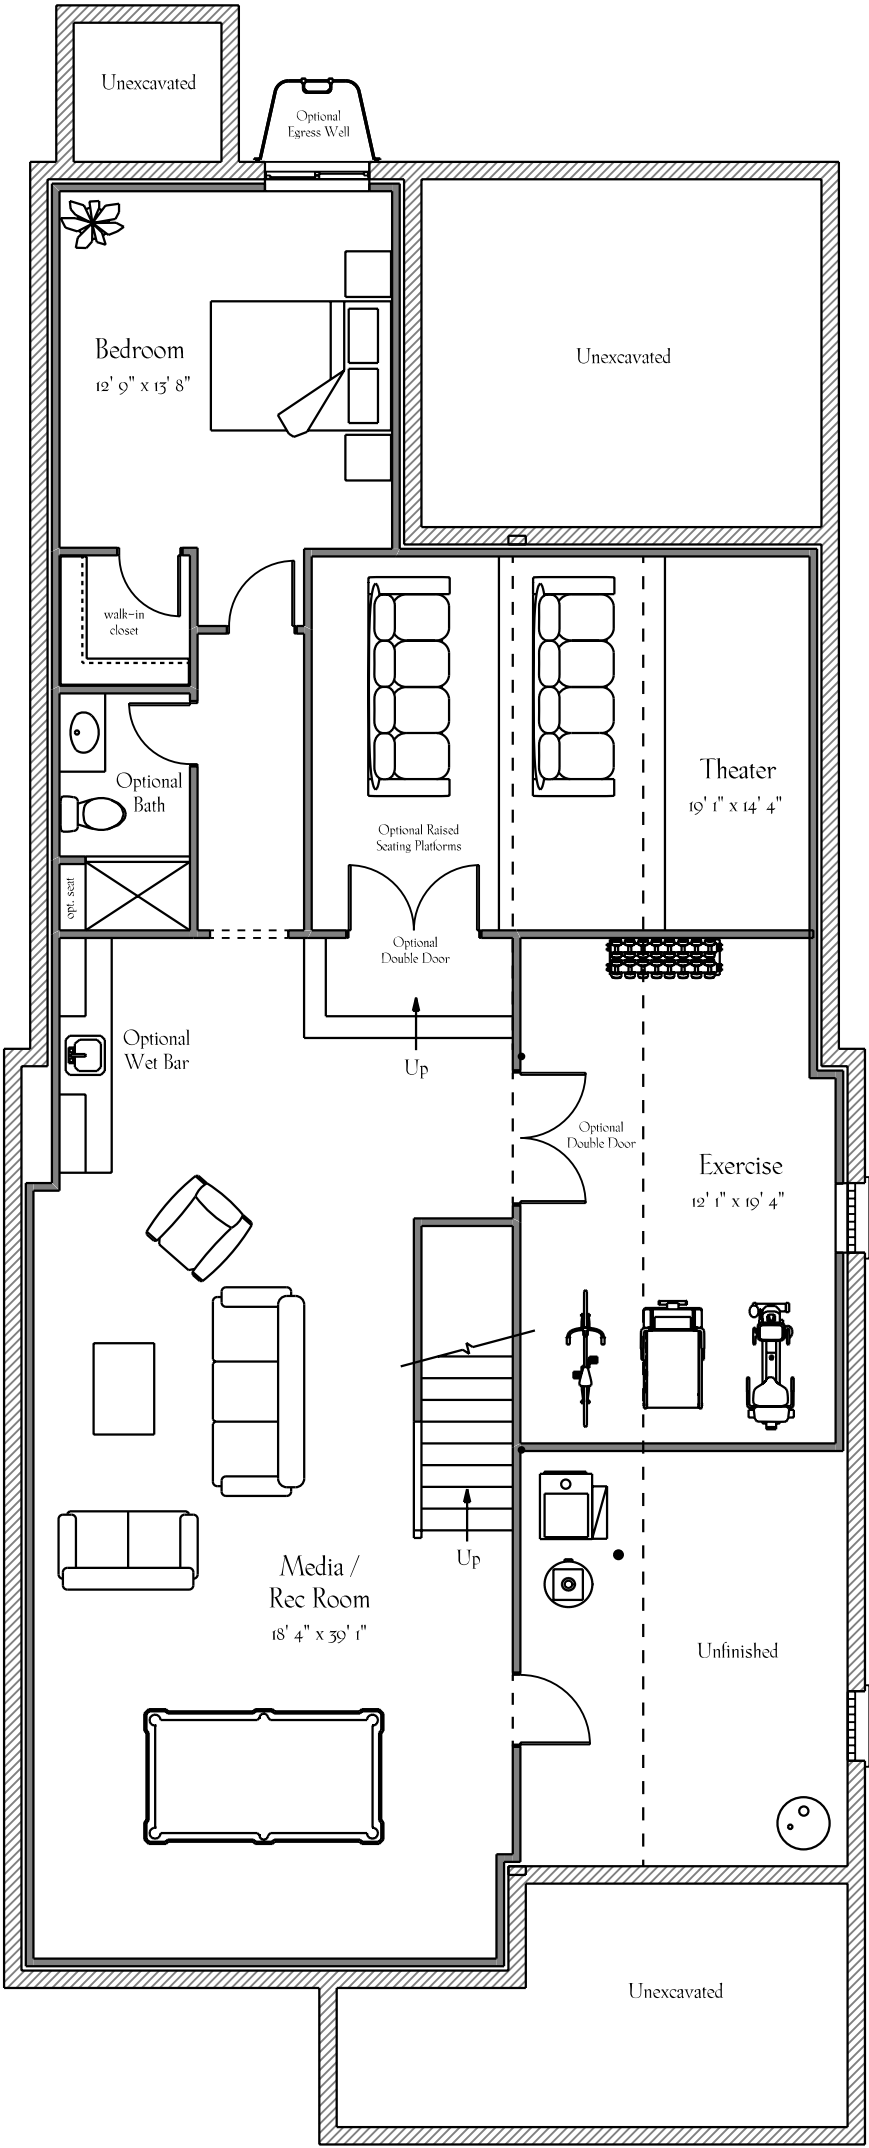 Unexcavated
Optional
Egress Well
Bedroom
12' 9" x 13' 8"
Unexcavated
walk-in
closet
Optional
Bath
opt. seat
Theater
19' 1" x 14' 4"
Optional Raised
Seating Platforms
Optional
Double Door
Up
Optional
Wet Bar
Optional
Double Door
Exercise
12' 1" x 19' 4"
Up
Media /
Rec Room
18' 4" x 39' 1"
Unfinished
Unexcavated